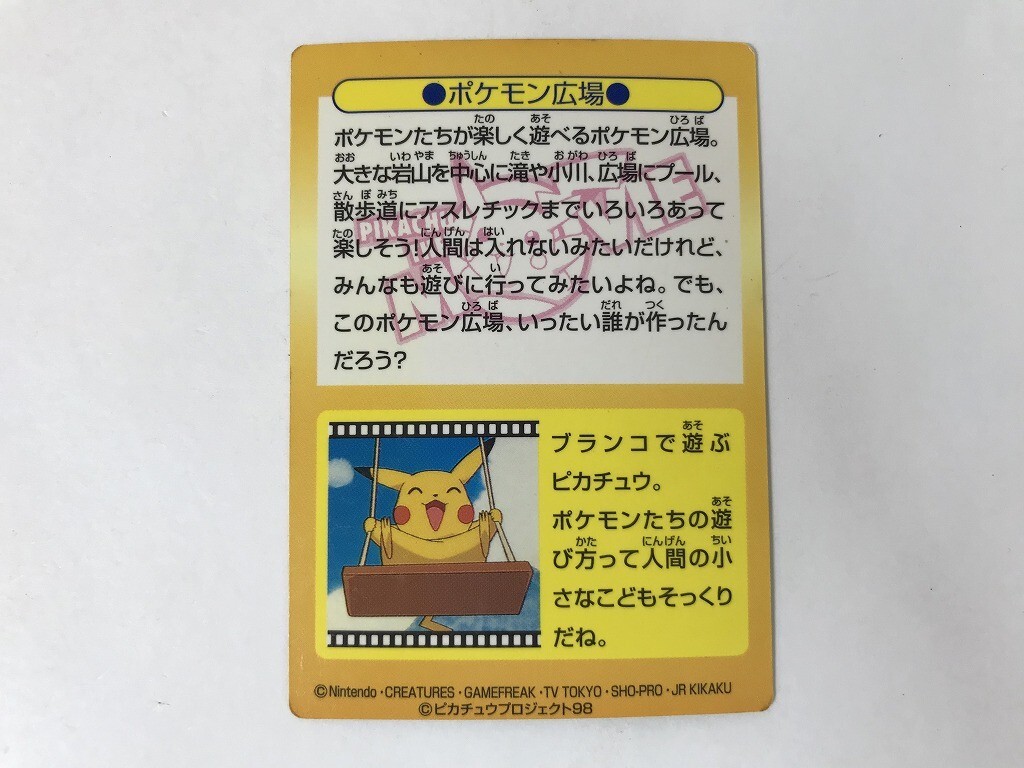 ●ポケモン広場●
ポケモンたちが楽しく遊べるポケモン広場。
大きな岩山を中心に滝や小川、広場にプール、
散歩道にアスレチックまでいろいろあって
楽しそう!人間は入れないみたいだけれど、
みんなも遊びに行ってみたいよね。でも、
このポケモン広場、いったい誰が作ったん
だろう?
PIKACHU
MOVIE
ブランコで遊ぶ
ピカチュウ。
ポケモンたちの遊
び方って人間の小
さなこどもそっくり
だね。
©Nintendo・CREATURES・GAMEFREAK・TV TOKYO・SHO-PRO・JR KIKAKU
©ピカチュウプロジェクト98